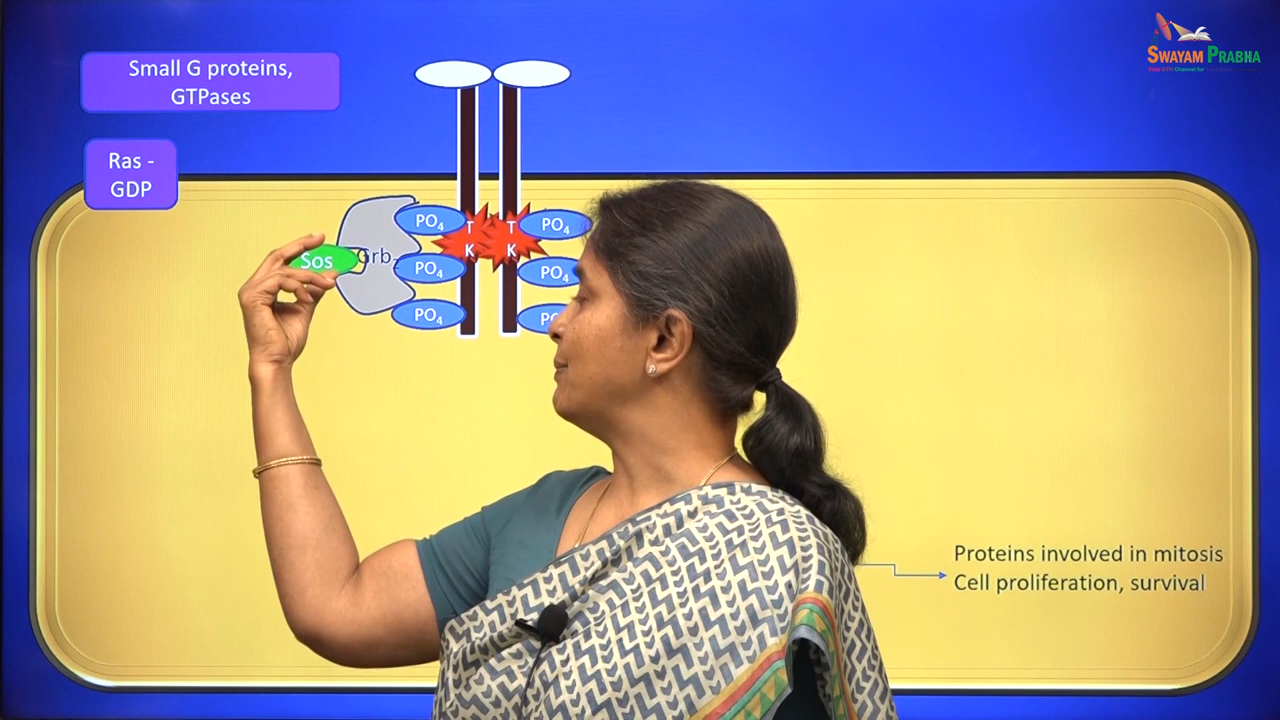 SWAYAM PRABHA
Small G proteins,
GTPases
Ras -
GDP
PO4
T
K
T
K
PO4
Sos
Grb
PO4
PO4
PO4
Proteins involved in mitosis
Cell proliferation, survival